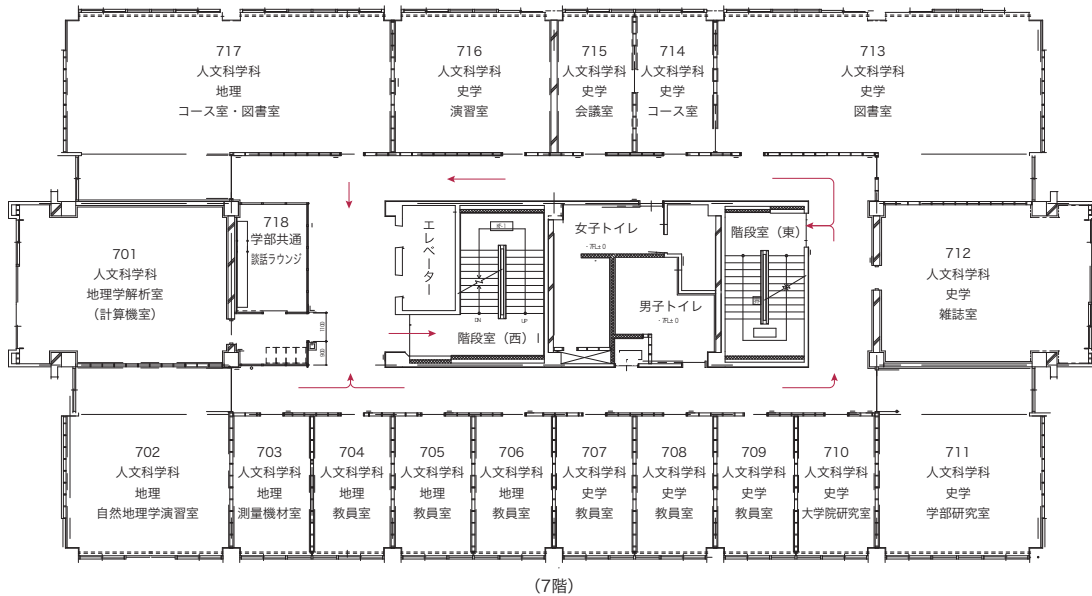 717
人文科学科
地理
コース室・図書室
716
人文科学科
史学
演習室
715
人文科学科
史学
会議室
714
人文科学科
史学
コース室
713
人文科学科
史学
図書室
701
人文科学科
地理学解析室
（計算機室）
718
学部共通
談話ラウンジ
エレベーター
DN
UP
階段室（西）
女子トイレ
・7FL±0
男子トイレ
・7FL±0
階段室（東）
712
人文科学科
史学
雑誌室
702
人文科学科
地理
自然地理学演習室
703
人文科学科
地理
測量機材室
704
人文科学科
地理
教員室
705
人文科学科
地理
教員室
706
人文科学科
地理
教員室
707
人文科学科
史学
教員室
708
人文科学科
史学
教員室
709
人文科学科
史学
教員室
710
人文科学科
史学
大学院研究室
711
人文科学科
史学
学部研究室
(7階)